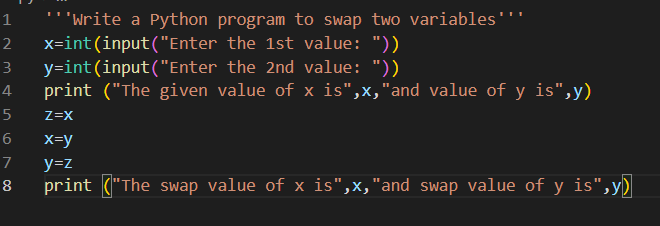 1 '''Write a Python program to swap two variables'''
2 x=int(input("Enter the 1st value: "))
3 y=int(input("Enter the 2nd value: "))
4 print ("The given value of x is",x,"and value of y is",y)
5 z=x
6 x=y
7 y=z
8 print ("The swap value of x is",x,"and swap value of y is",y)